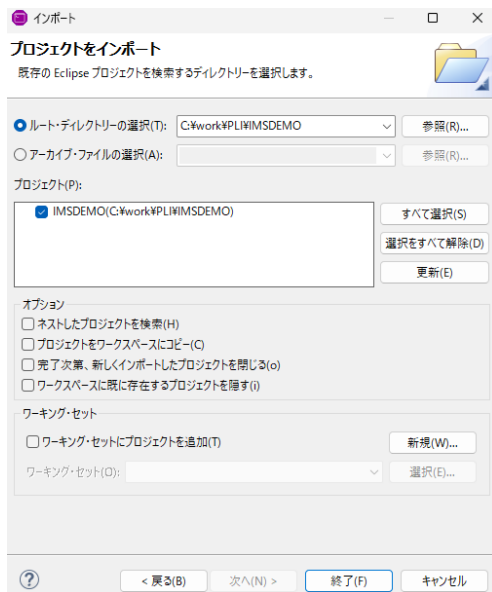 インポート
プロジェクトをインポート
既存の Eclipse プロジェクトを検索するディレクトリーを選択します。
ルート・ディレクトリーの選択(T): C:¥work¥PLI¥IMSDEMO 参照(R)...
アーカイブ・ファイルの選択(A): 参照(R)...
プロジェクト(P):
IMSDEMO(C:¥work¥PLI¥IMSDEMO)
すべて選択(S)
選択をすべて解除(D)
更新(E)
オプション
ネストしたプロジェクトを検索(H)
プロジェクトをワークスペースにコピー(C)
完了次第、新しくインポートしたプロジェクトを閉じる(o)
ワークスペースに既に存在するプロジェクトを隠す(i)
ワーキング・セット
ワーキング・セットにプロジェクトを追加(T) 新規(W)...
ワーキング・セット(O): 選択(E)...
? < 戻る(B) 次へ(N) > 終了(F) キャンセル